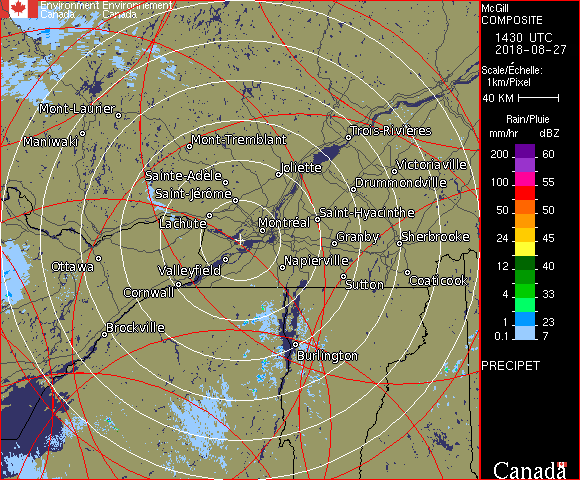 Environment Environnement
Canada Canada
McGill
COMPOSITE
1430 UTC
2018-08-27
Scale/Échelle:
1km/Pixel
40 KM
Rain/Pluie
mm/hr dBZ
200 60
155
100 55
50 50
24 45
12 40
4 33
1 23
0.1 7
PRECIPET
Canada
Mont-Laurier
Maniwaki
Mont-Tremblant
Trois-Rivières
Joliette
Victoriaville
Sainte-Adèle
Drummondville
Saint-Jérôme
Saint-Hyacinthe
Lachute
Montréal
Granby
Sherbrooke
Ottawa
Valleyfield
Napierville
Cornwall
Sutton
Coaticook
Brockville
Burlington